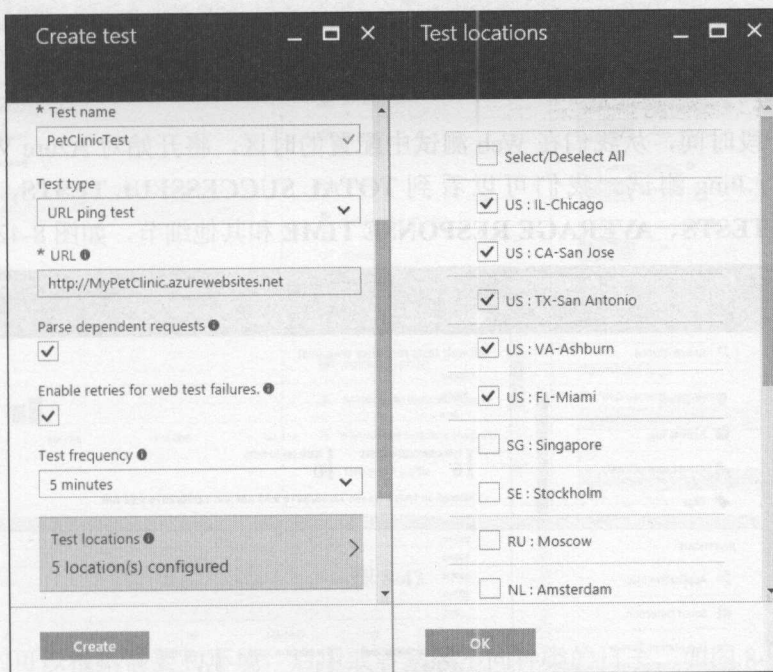 Create test
* Test name
PetClinicTest
Test type
URL ping test
* URL
http://MyPetClinic.azurewebsites.net
Parse dependent requests
Enable retries for web test failures.
Test frequency
5 minutes
Test locations
5 location(s) configured
Create
Test locations
Select/Deselect All
US : IL-Chicago
US : CA-San Jose
US : TX-San Antonio
US : VA-Ashburn
US : FL-Miami
SG : Singapore
SE : Stockholm
RU : Moscow
NL : Amsterdam
OK